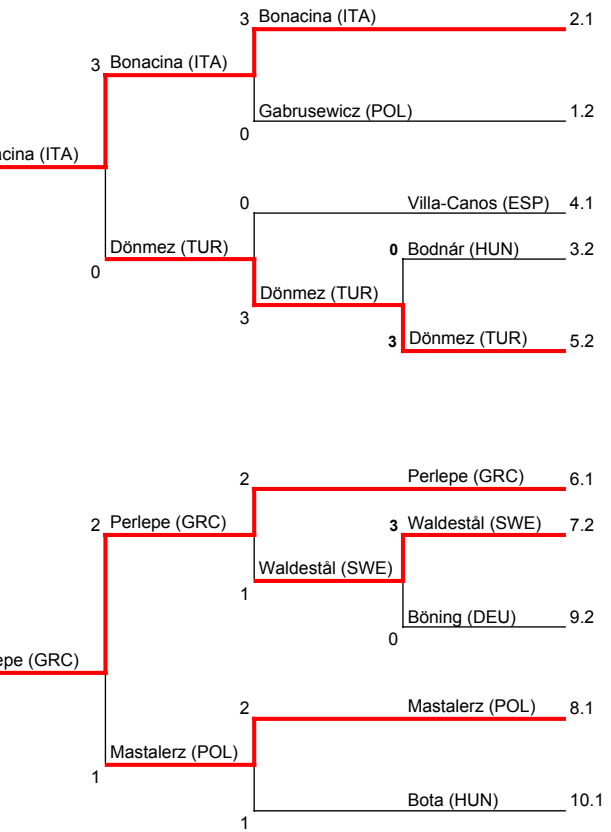 3 Bonacina (ITA) 2.1
3 Bonacina (ITA)
Gabrusewicz (POL) 1.2
0
(ITA)
0 Villa-Canos (ESP) 4.1
Dönmez (TUR) 0 Bodnár (HUN) 3.2
0
Dönmez (TUR)
3
3 Dönmez (TUR) 5.2
2 Perlepe (GRC) 6.1
2 Perlepe (GRC) 3 Waldestål (SWE) 7.2
Waldestål (SWE)
1
Böning (DEU) 9.2
0
(GRC)
2 Mastalerz (POL) 8.1
Mastalerz (POL)
1
Bota (HUN) 10.1
1